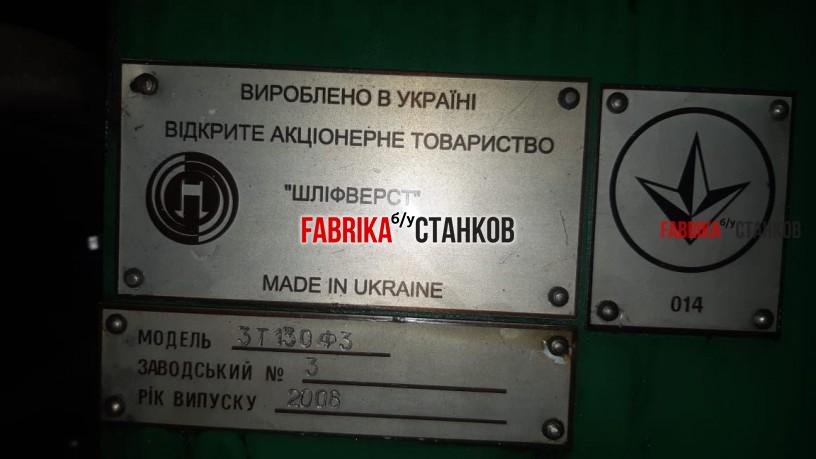 ВИРОБЛЕНО В УКРАЇНІ
ВІДКРИТЕ АКЦІОНЕРНЕ ТОВАРИСТВО
"ШЛІФВЕРСТ"
FABRIKA б/у СТАНКОВ
MADE IN UKRAINE
FABRIKA б/у СТАНКОВ
014
МОДЕЛЬ 3Т130Ф3
ЗАВОДСЬКИЙ № 3
РІК ВИПУСКУ 2008